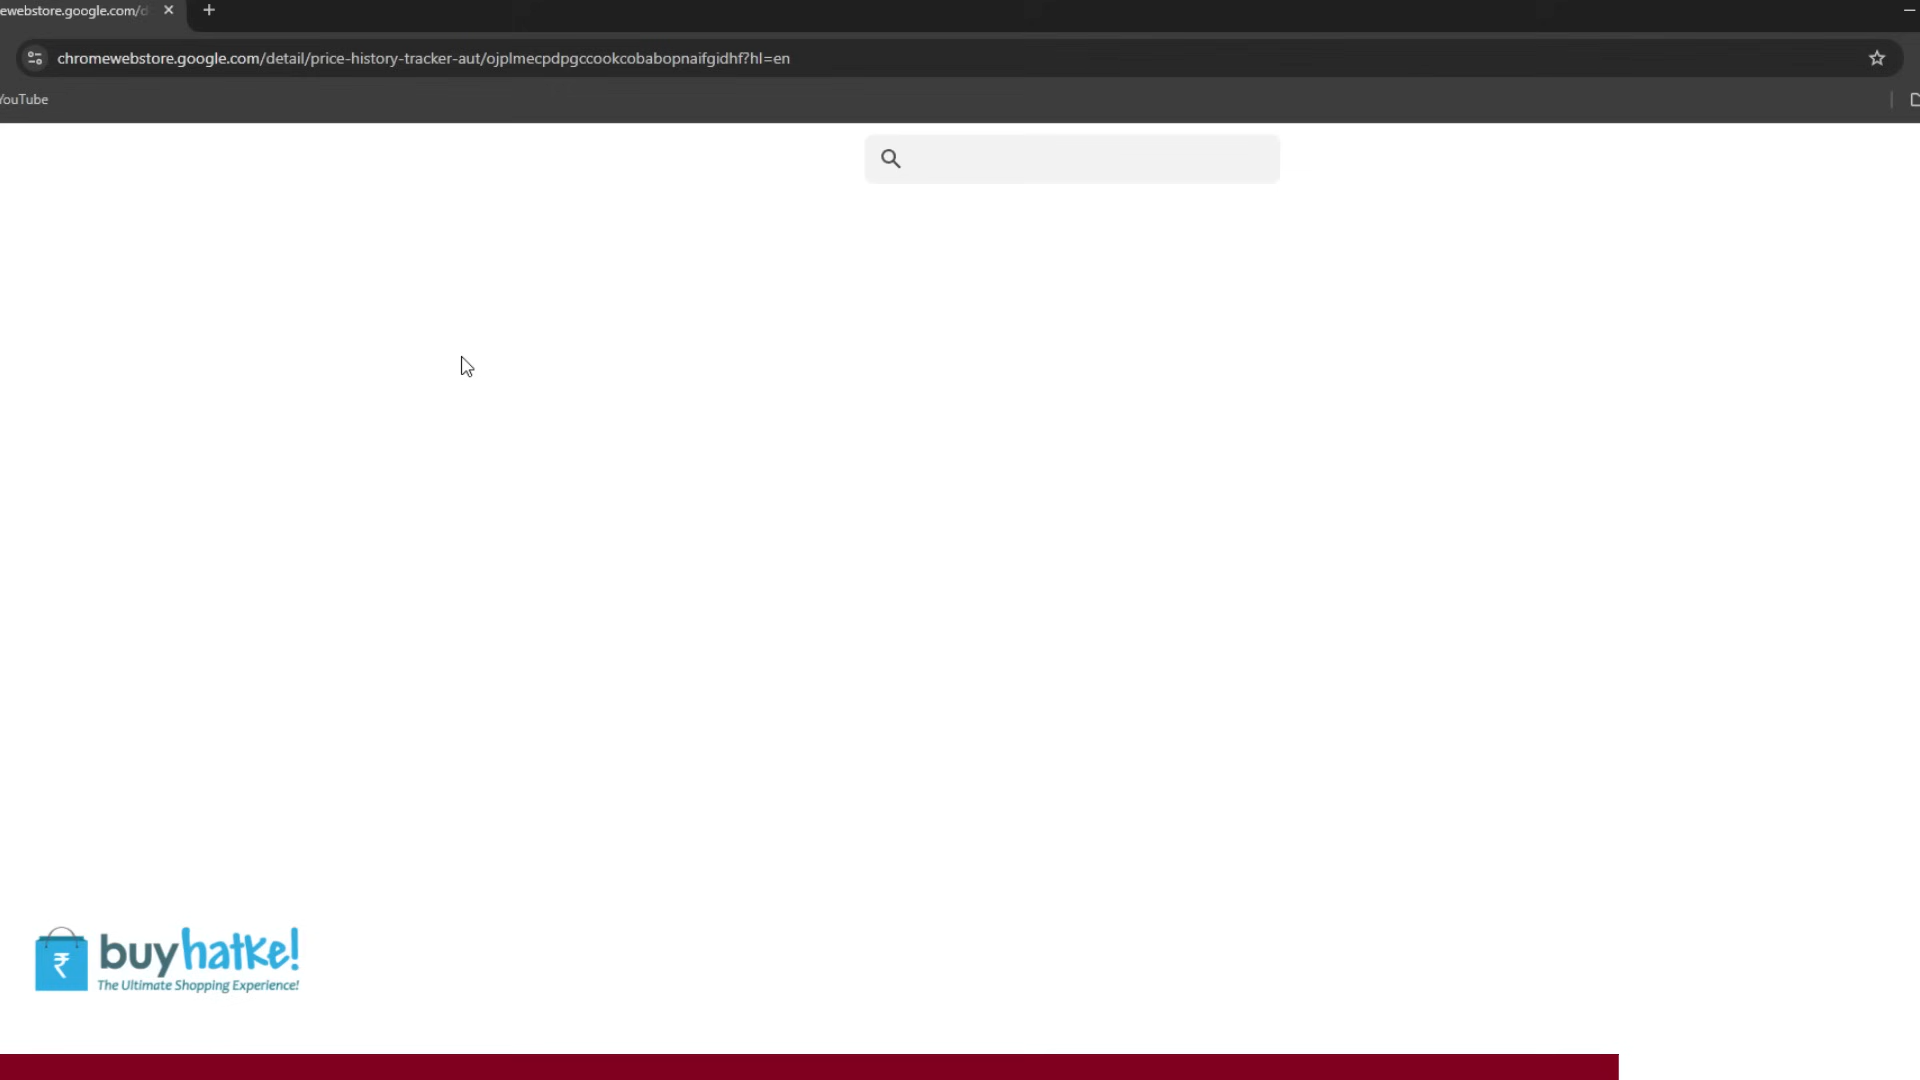 ewebstore.google.com/d
chromewebstore.google.com/detail/price-history-tracker-aut/ojplmecpdpgccookcobabopnaifgidhf?hl=en
YouTube
₹
buyhatke!
The Ultimate Shopping Experience!